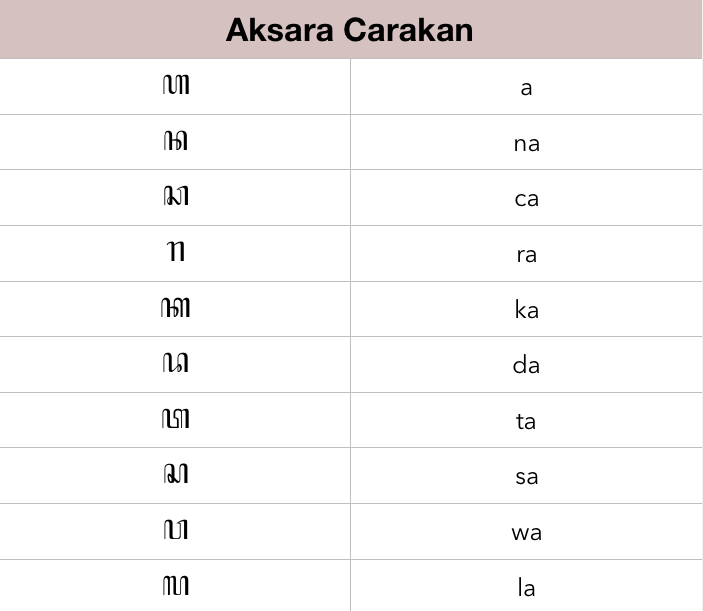 Aksara Carakan
ꦲ a
ꦤ na
ꦕ ca
ꦫ ra
ꦏ ka
ꦢ da
ꦠ ta
ꦱ sa
ꦮ wa
ꦭ la